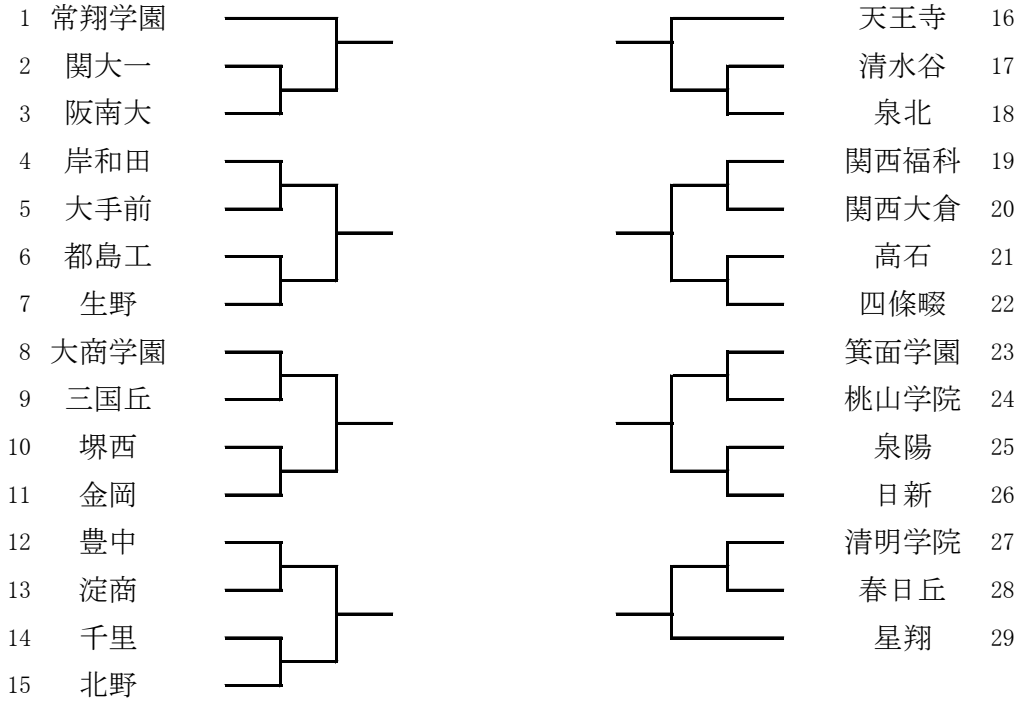 1 常翔学園
2 関大一
3 阪南大
4 岸和田
5 大手前
6 都島工
7 生野
8 大商学園
9 三国丘
10 堺西
11 金岡
12 豊中
13 淀商
14 千里
15 北野
天王寺 16
清水谷 17
泉北 18
関西福科 19
関西大倉 20
高石 21
四條畷 22
箕面学園 23
桃山学院 24
泉陽 25
日新 26
清明学院 27
春日丘 28
星翔 29